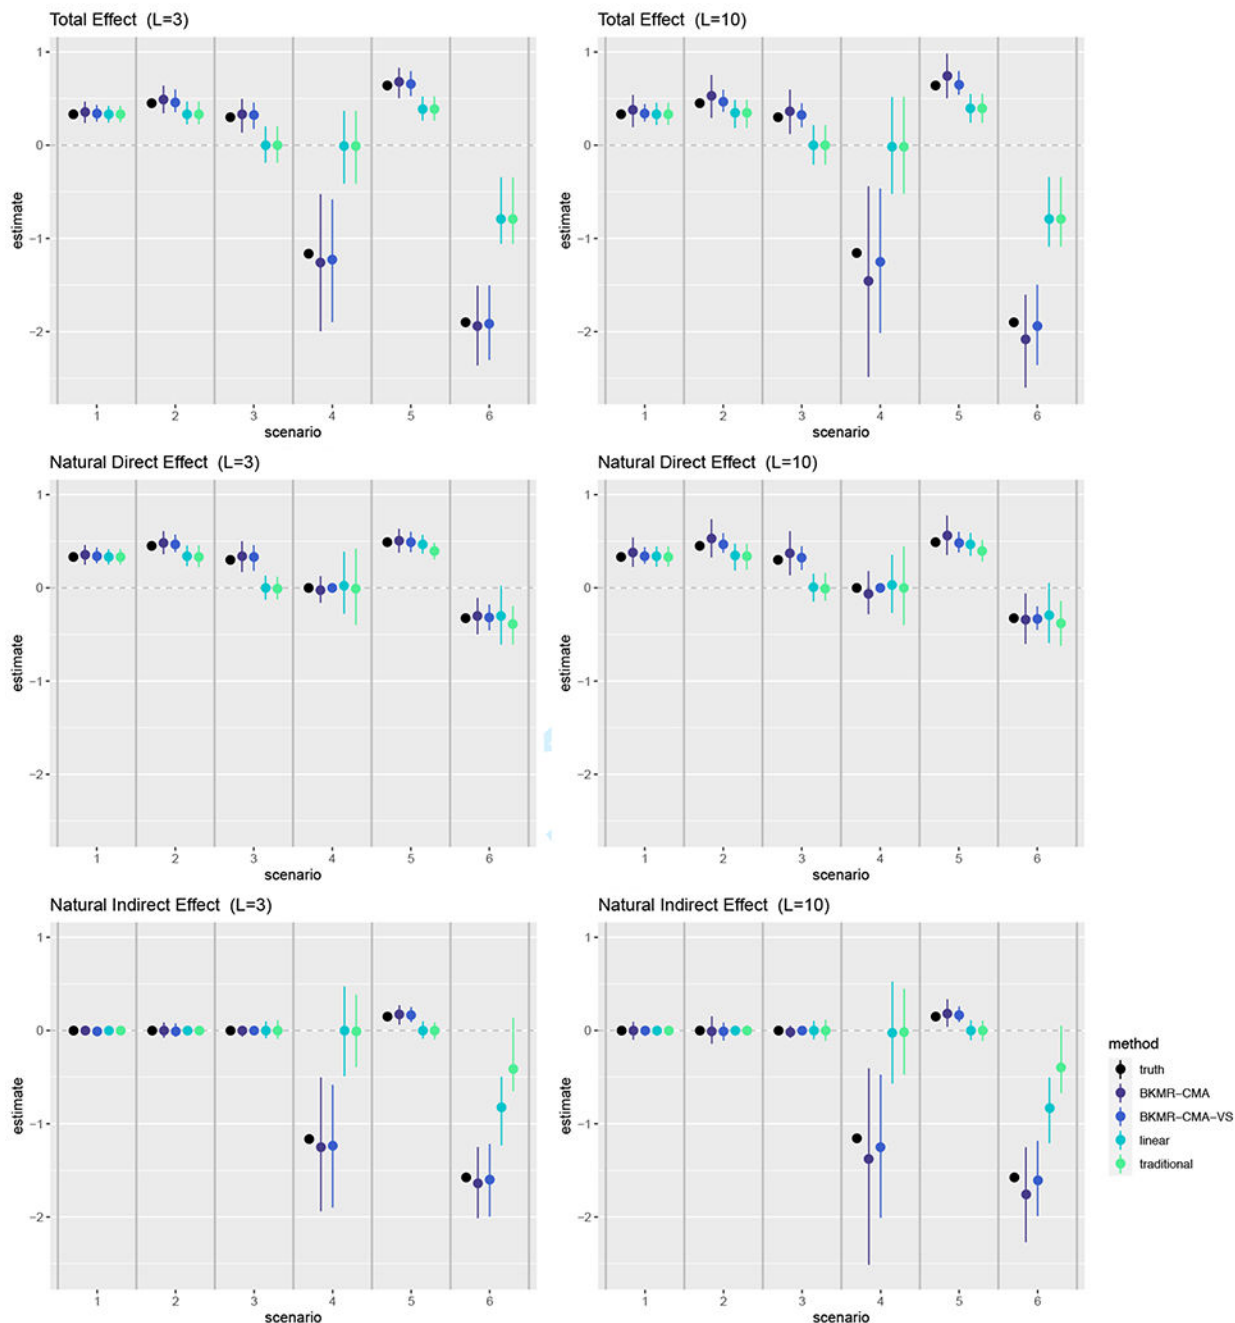 Total Effect (L=3)
1
0
−1
−2
estimate
1 2 3 4 5 6
scenario
Total Effect (L=10)
1
0
−1
−2
estimate
1 2 3 4 5 6
scenario
Natural Direct Effect (L=3)
1
0
−1
−2
estimate
1 2 3 4 5 6
scenario
Natural Direct Effect (L=10)
1
0
−1
−2
estimate
1 2 3 4 5 6
scenario
Natural Indirect Effect (L=3)
1
0
−1
−2
estimate
1 2 3 4 5 6
scenario
Natural Indirect Effect (L=10)
1
0
−1
−2
estimate
1 2 3 4 5 6
scenario
method
truth
BKMR−CMA
BKMR−CMA−VS
linear
traditional